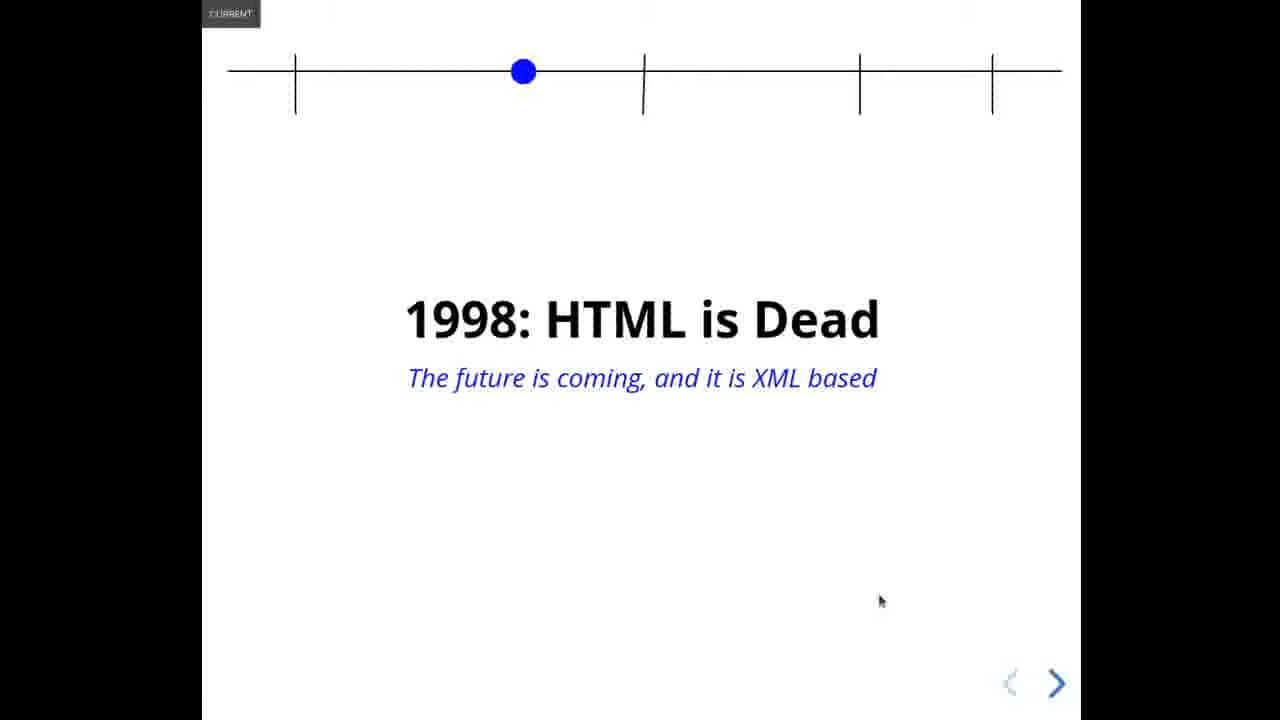 CURRENT
1998: HTML is Dead
The future is coming, and it is XML based